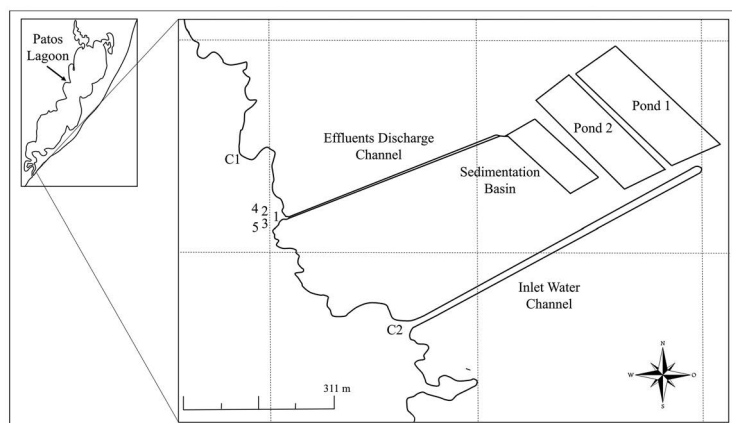 Patos
Lagoon
Pond 1
Pond 2
Effluents Discharge
Channel
C1
Sedimentation
Basin
4 2 1
5 3
Inlet Water
Channel
C2
311 m
N
W O
S